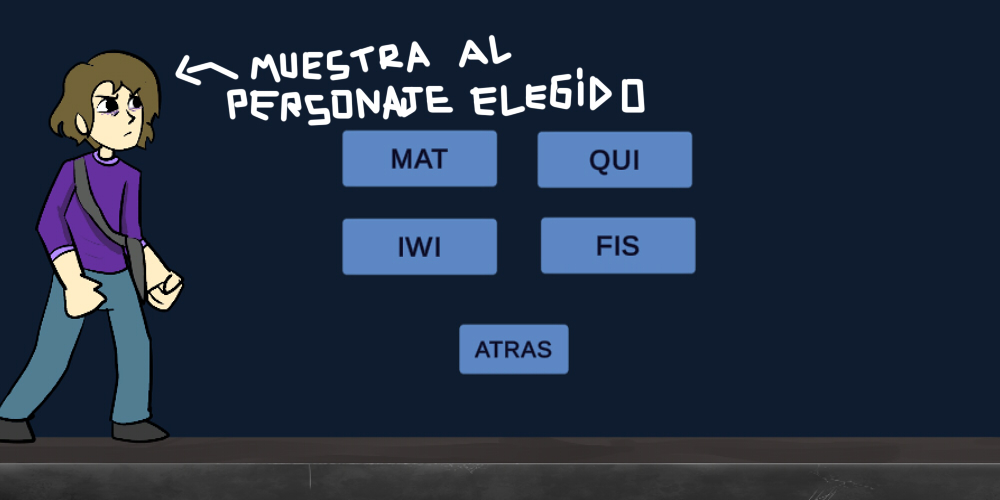 MUESTRA AL
PERSONAJE ELEGIDO
MAT
QUI
IWI
FIS
ATRAS